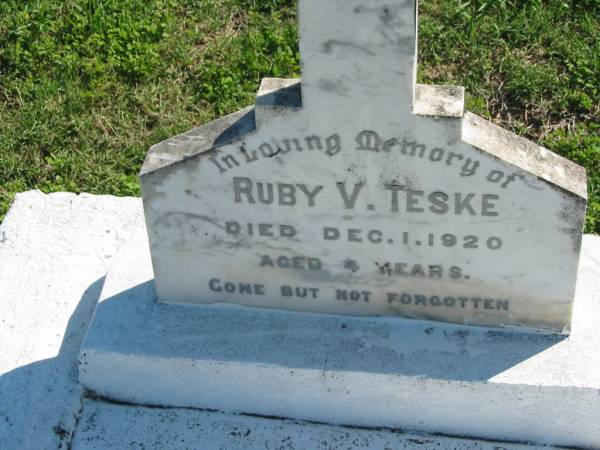 In Loving Memory of
RUBY V. TESKE
DIED DEC. 1. 1920
AGED 4 YEARS.
GONE BUT NOT FORGOTTEN